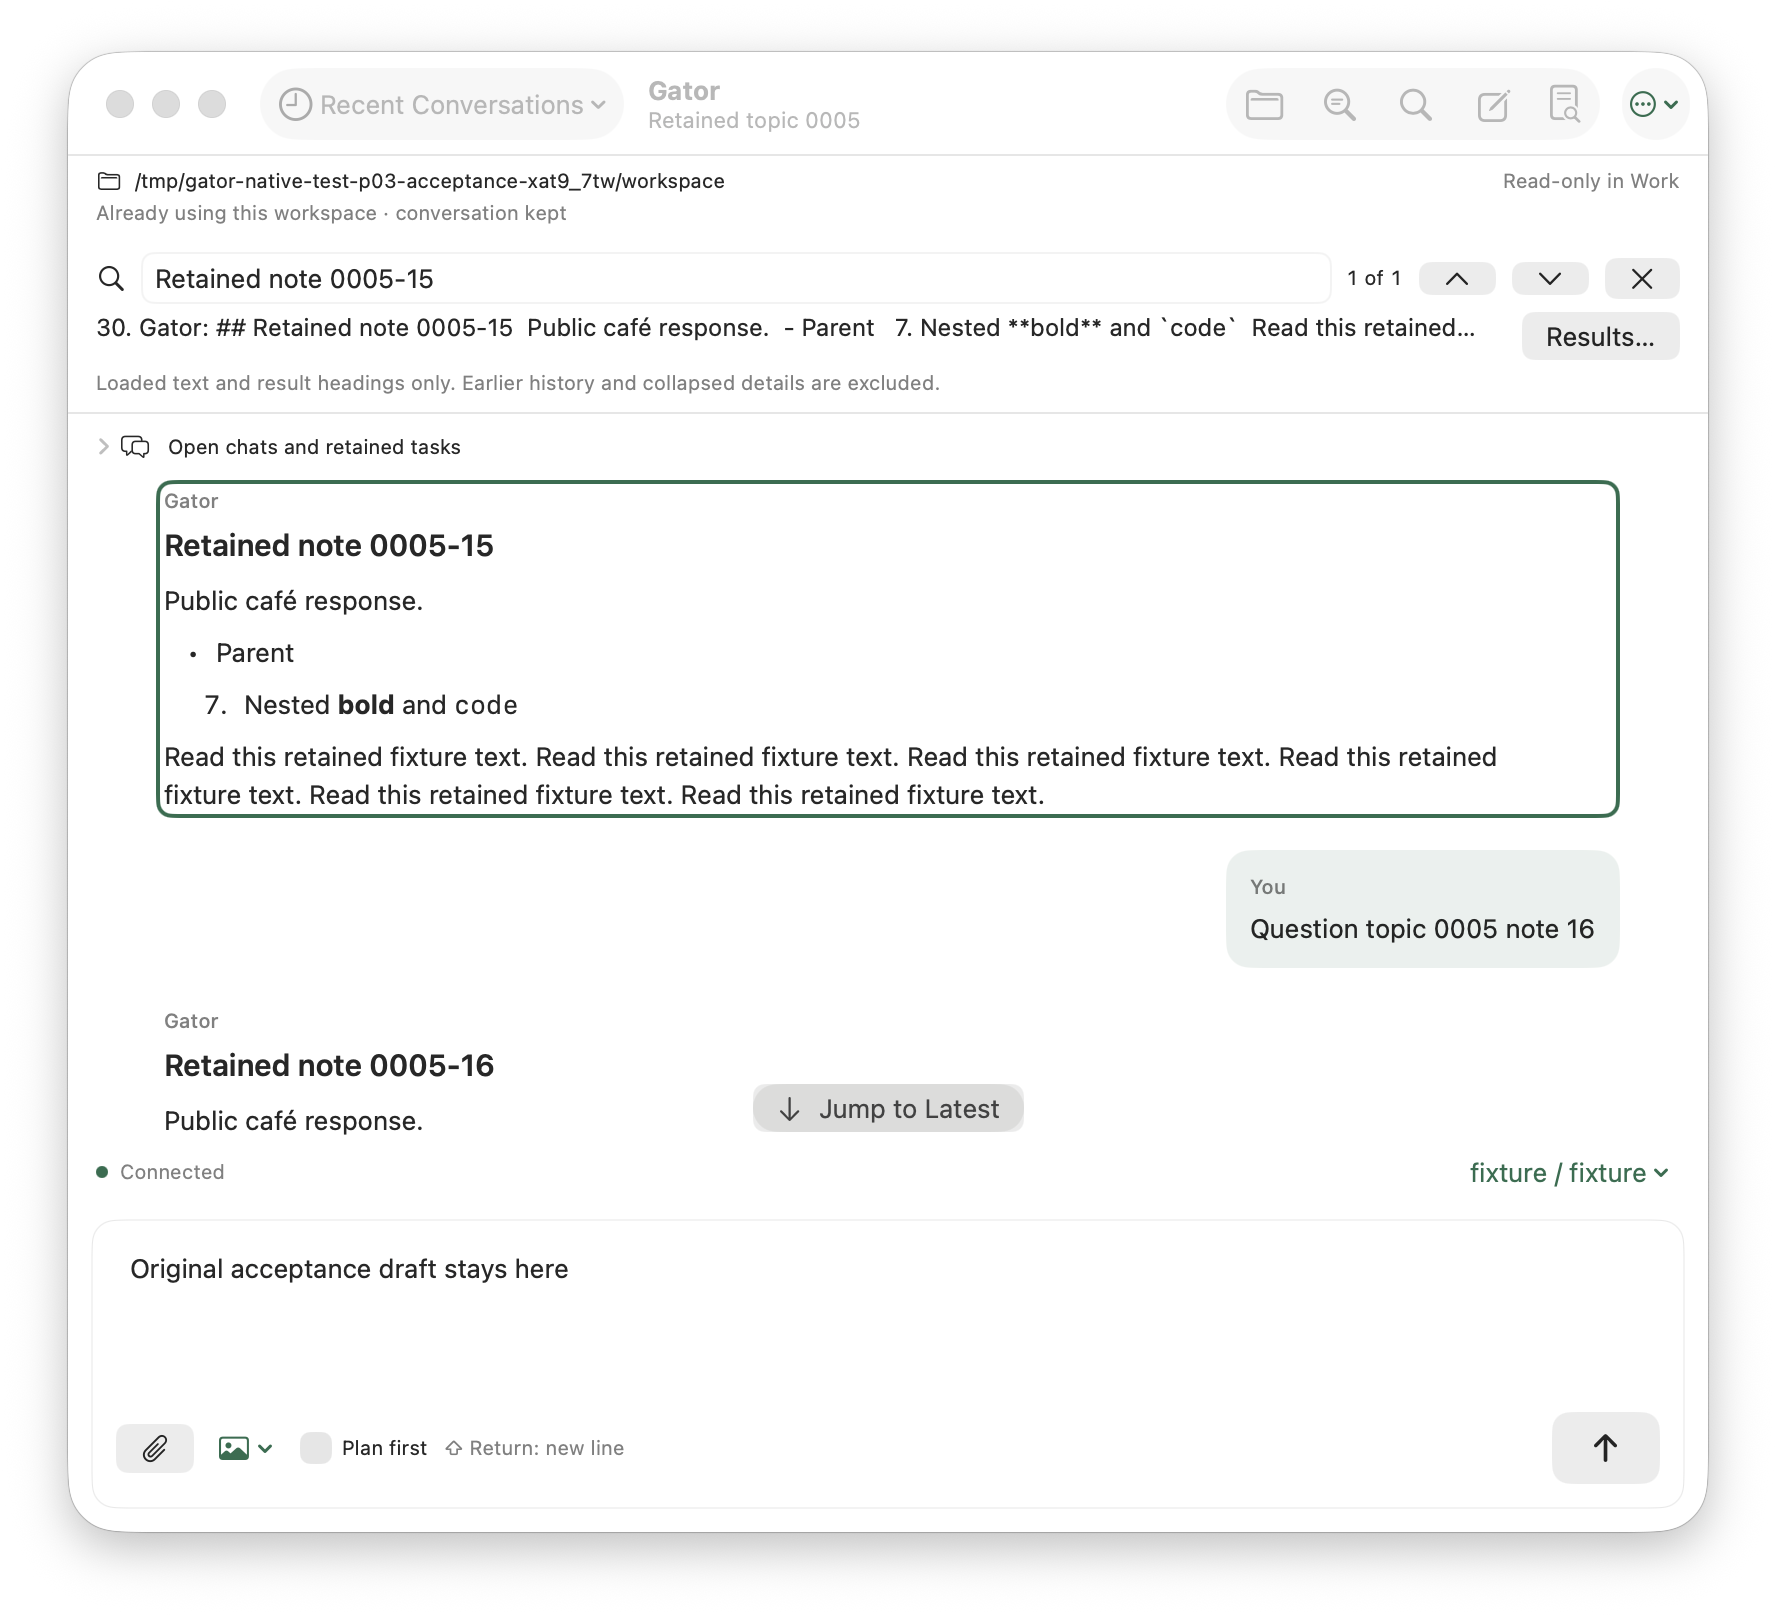 Recent Conversations
Gator
Retained topic 0005
/tmp/gator-native-test-p03-acceptance-xat9_7tw/workspace
Read-only in Work
Already using this workspace · conversation kept
Retained note 0005-15
1 of 1
30. Gator: ## Retained note 0005-15  Public café response.  - Parent   7. Nested **bold** and `code`  Read this retained...
Results...
Loaded text and result headings only. Earlier history and collapsed details are excluded.
Open chats and retained tasks
Gator
Retained note 0005-15
Public café response.
• Parent
7. Nested bold and code
Read this retained fixture text. Read this retained fixture text. Read this retained fixture text. Read this retained
fixture text. Read this retained fixture text. Read this retained fixture text.
You
Question topic 0005 note 16
Gator
Retained note 0005-16
Public café response.
Jump to Latest
Connected
fixture / fixture
Original acceptance draft stays here
Plan first
⇧ Return: new line